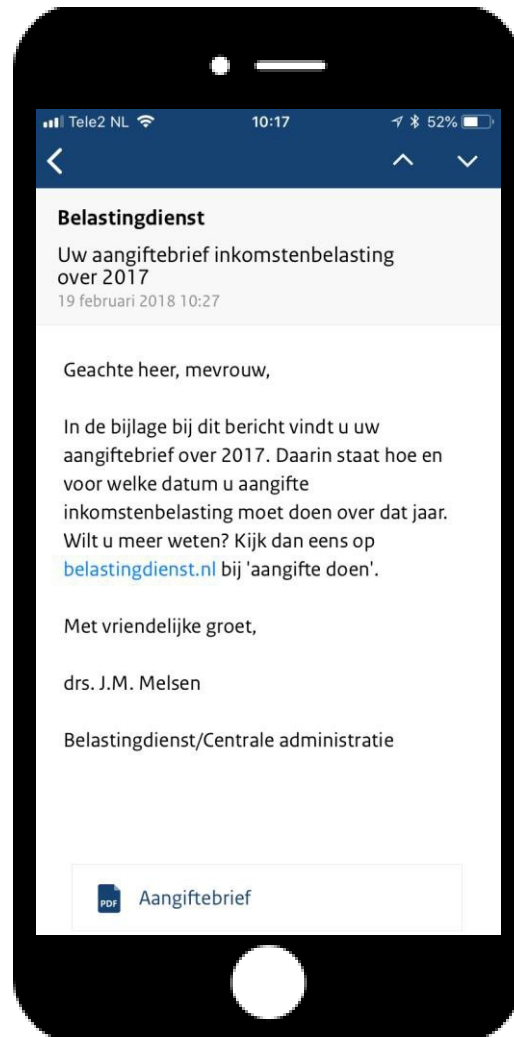 Tele2 NL 10:17 52%
Belastingdienst
Uw aangiftebrief inkomstenbelasting
over 2017
19 februari 2018 10:27
Geachte heer, mevrouw,
In de bijlage bij dit bericht vindt u uw
aangiftebrief over 2017. Daarin staat hoe en
voor welke datum u aangifte
inkomstenbelasting moet doen over dat jaar.
Wilt u meer weten? Kijk dan eens op
belastingdienst.nl bij 'aangifte doen'.
Met vriendelijke groet,
drs. J.M. Melsen
Belastingdienst/Centrale administratie
PDF Aangiftebrief